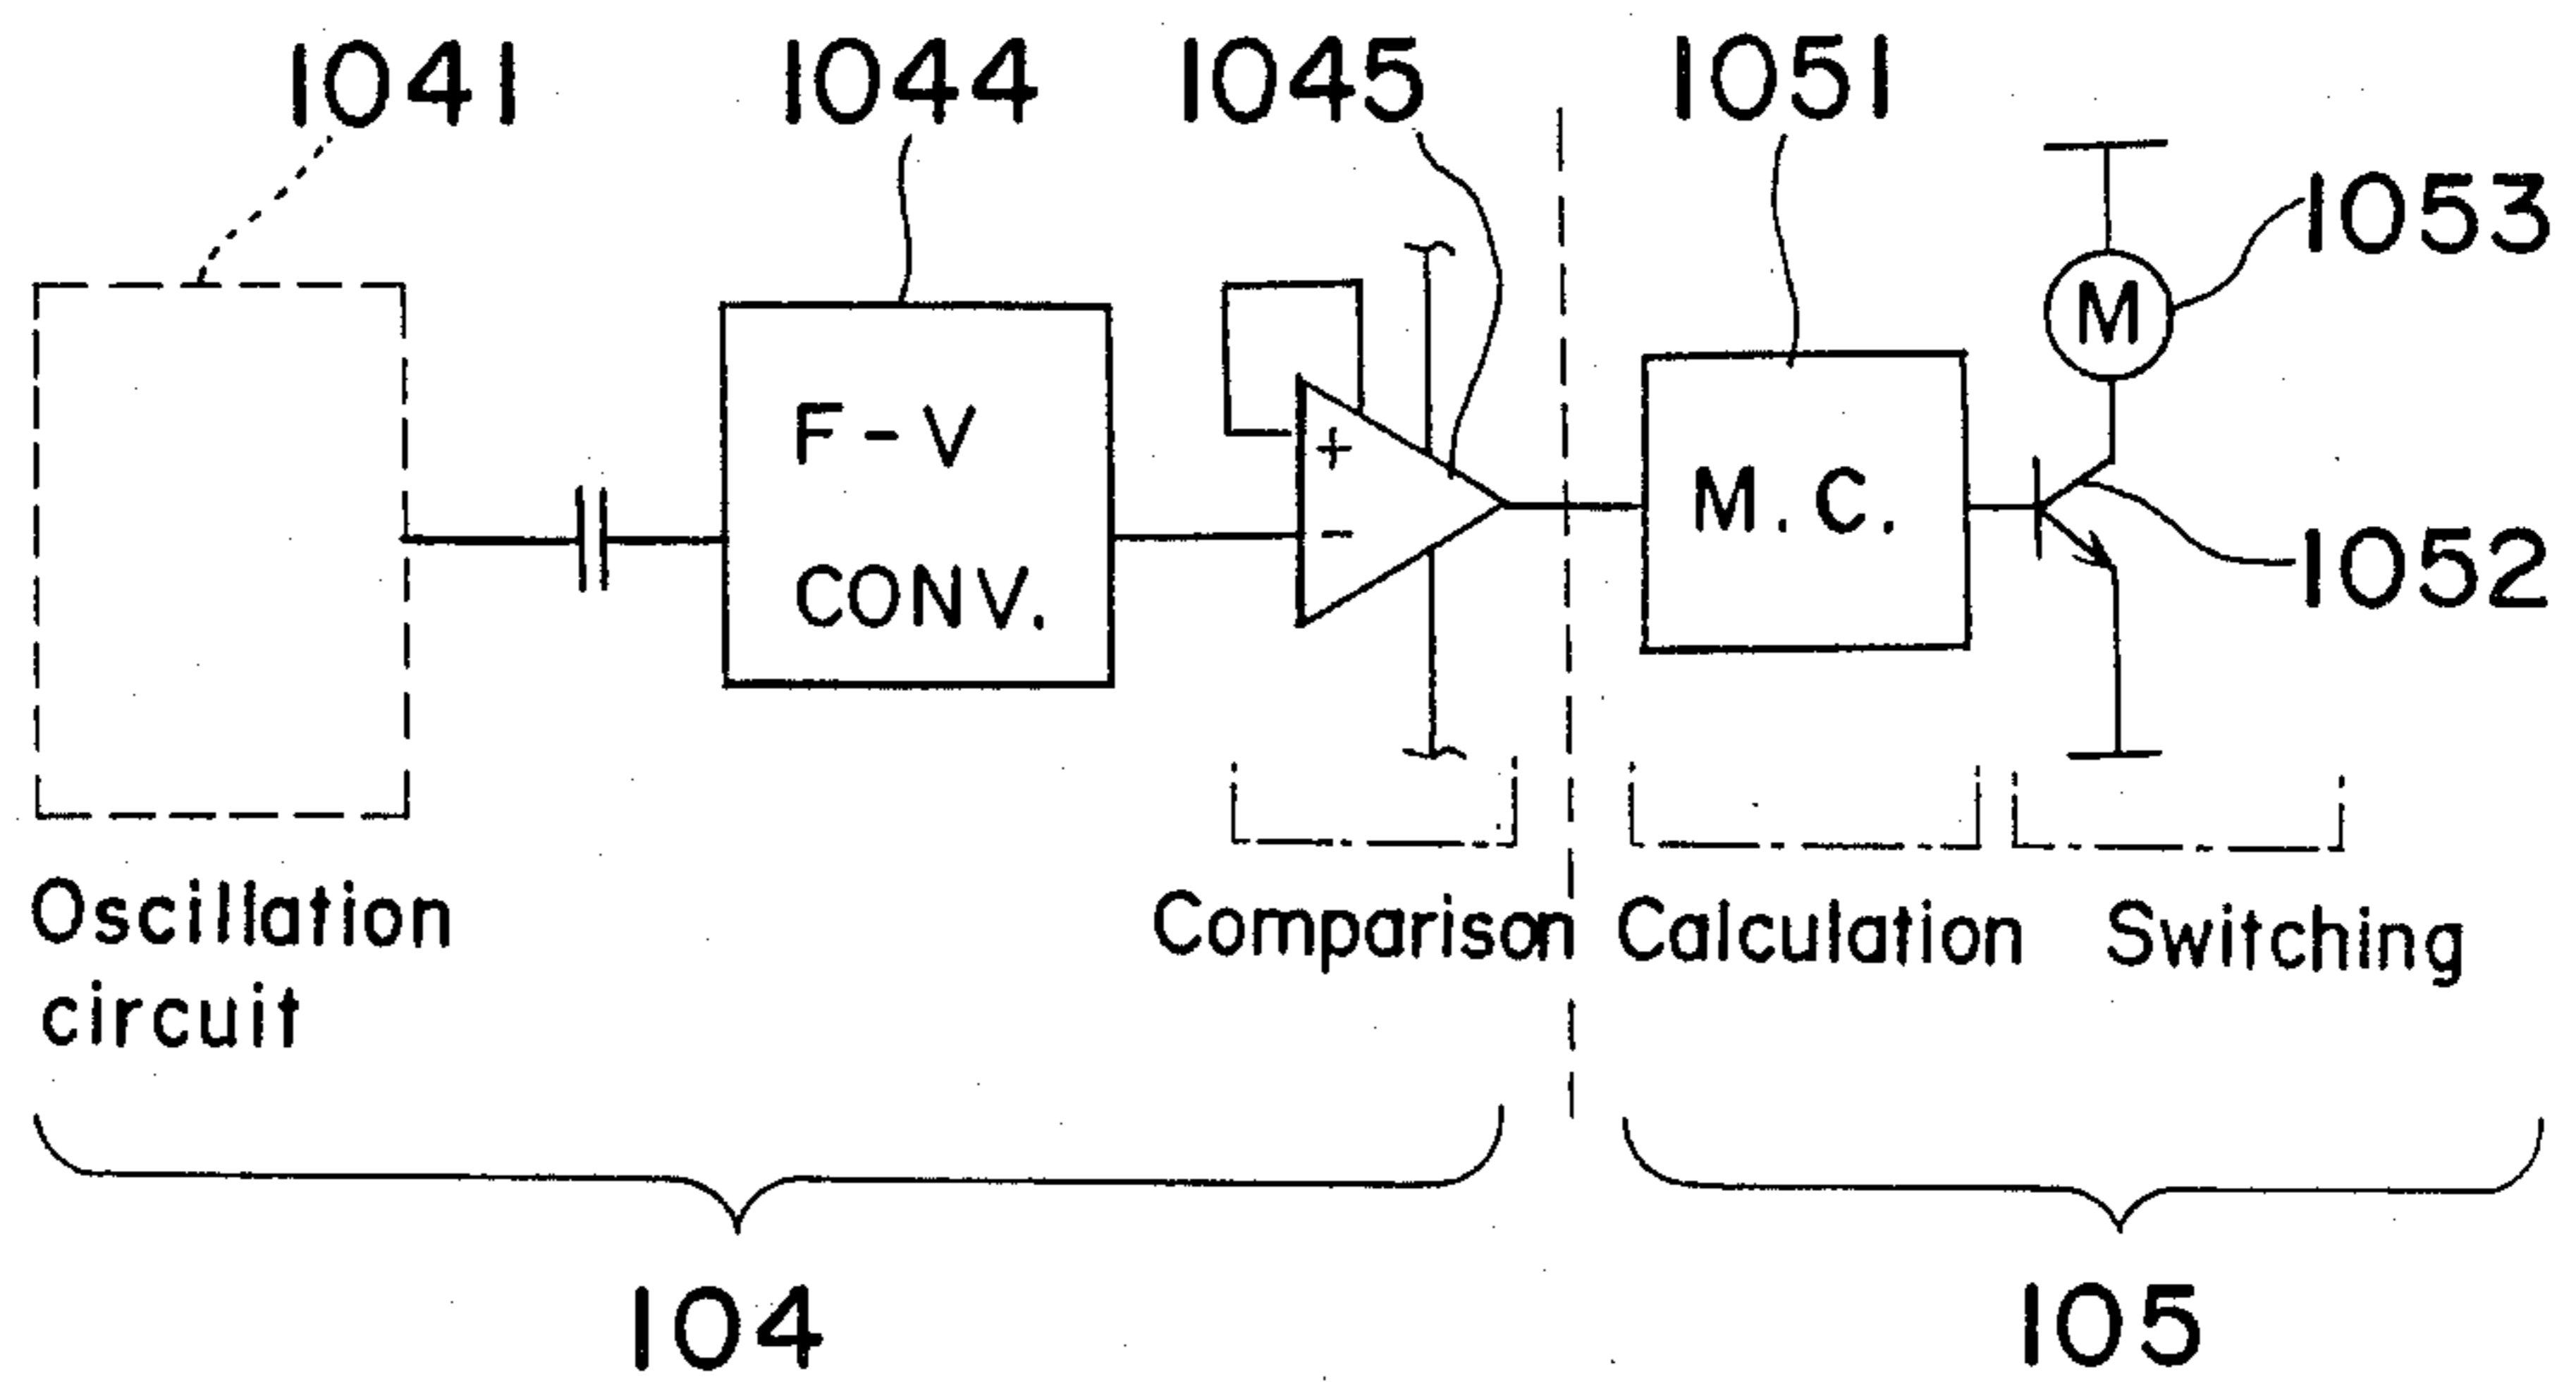 1041
1044
1045
1051
1053
F-V
CONV.
+
-
M.C.
M
1052
Oscillation
circuit
Comparison
Calculation
Switching
104
105